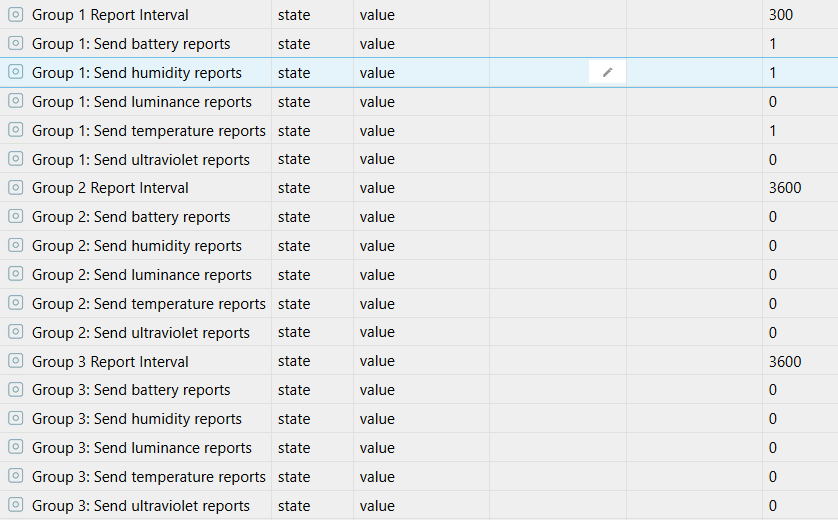 Group 1 Report Interval state value 300
Group 1: Send battery reports state value 1
Group 1: Send humidity reports state value 1
Group 1: Send luminance reports state value 0
Group 1: Send temperature reports state value 1
Group 1: Send ultraviolet reports state value 0
Group 2 Report Interval state value 3600
Group 2: Send battery reports state value 0
Group 2: Send humidity reports state value 0
Group 2: Send luminance reports state value 0
Group 2: Send temperature reports state value 0
Group 2: Send ultraviolet reports state value 0
Group 3 Report Interval state value 3600
Group 3: Send battery reports state value 0
Group 3: Send humidity reports state value 0
Group 3: Send luminance reports state value 0
Group 3: Send temperature reports state value 0
Group 3: Send ultraviolet reports state value 0